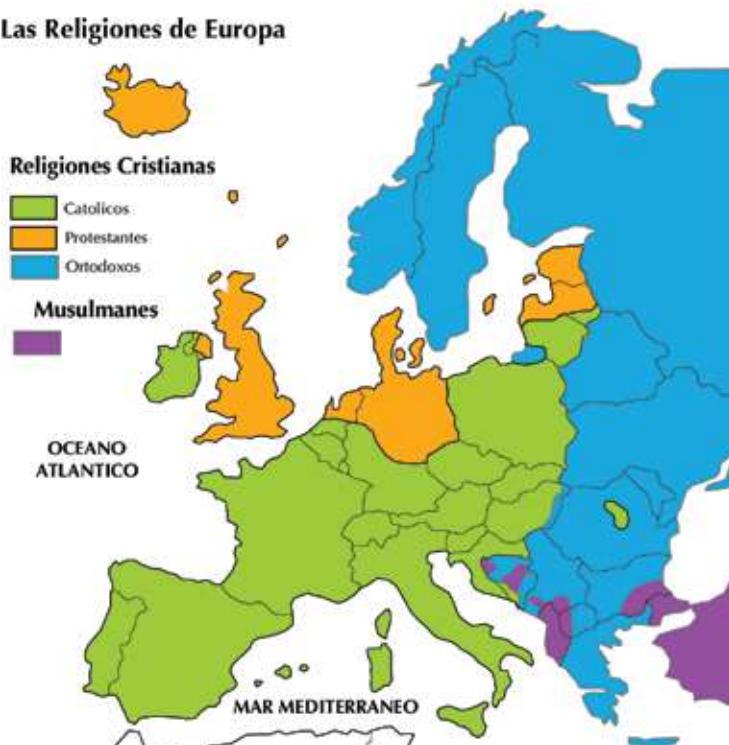 Las Religiones de Europa
Religiones Cristianas
Catolicos
Protestantes
Ortodoxos
Musulmanes
OCEANO
ATLANTICO
MAR MEDITERRANEO